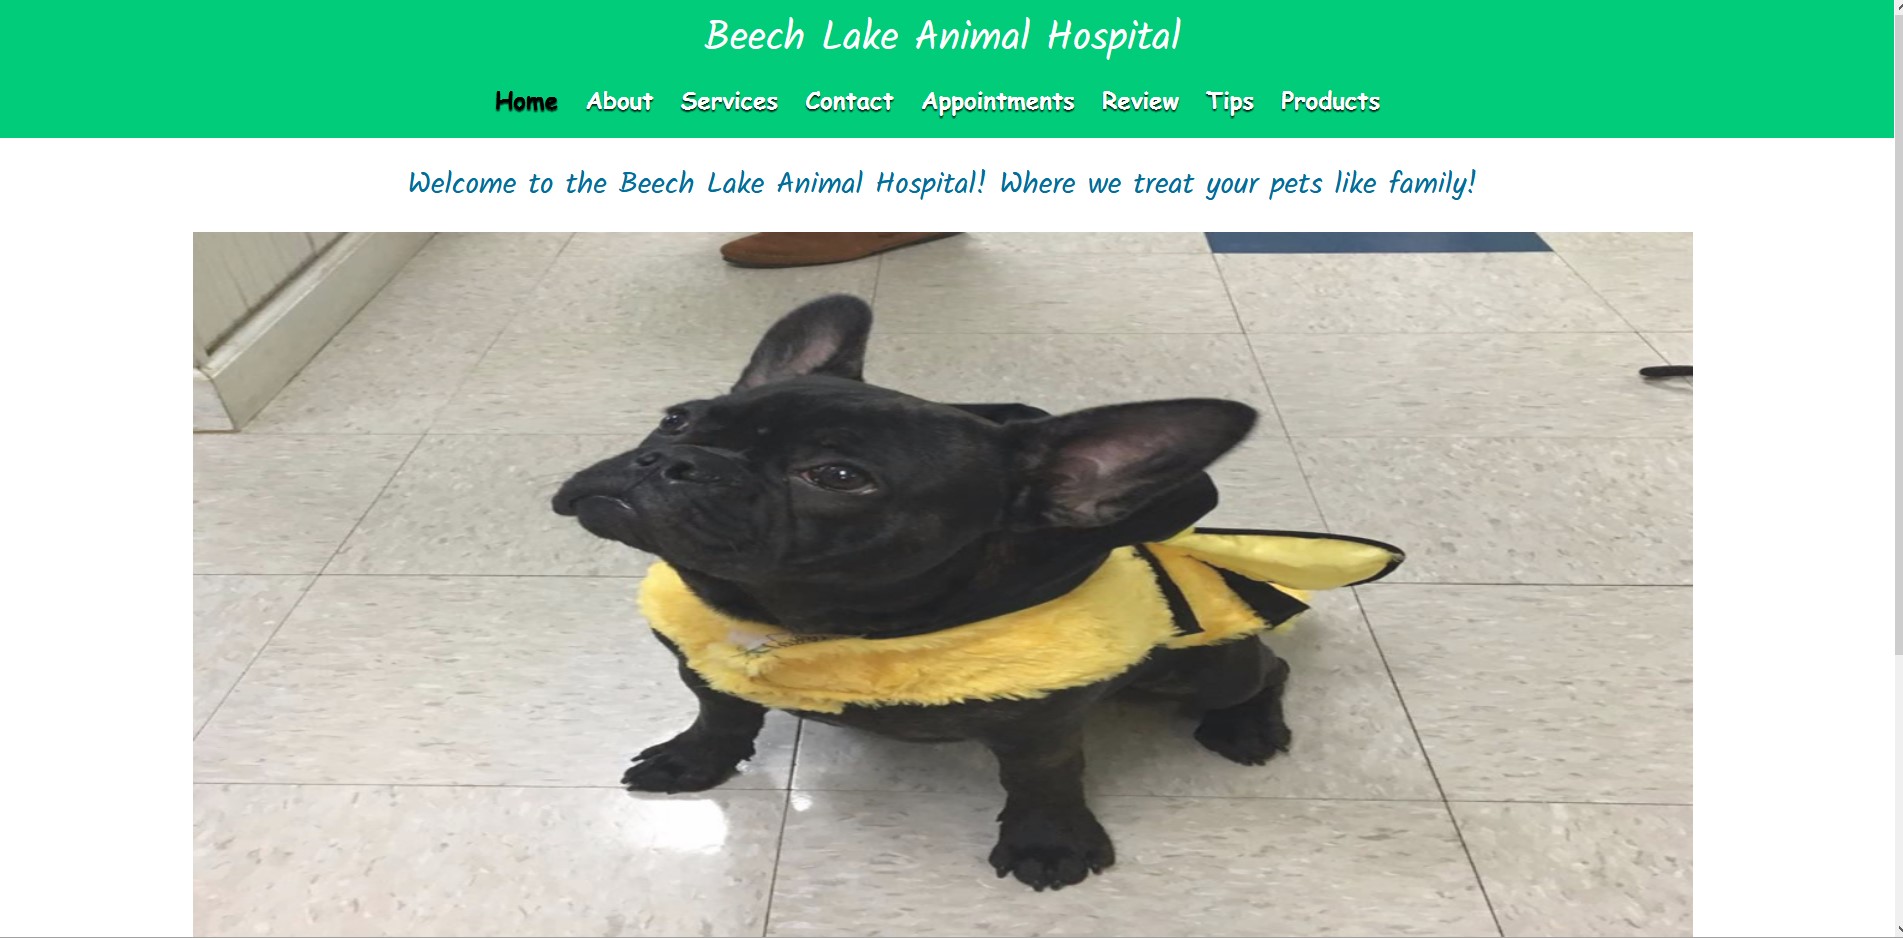 Beech Lake Animal Hospital
Home About Services Contact Appointments Review Tips Products
Welcome to the Beech Lake Animal Hospital! Where we treat your pets like family!